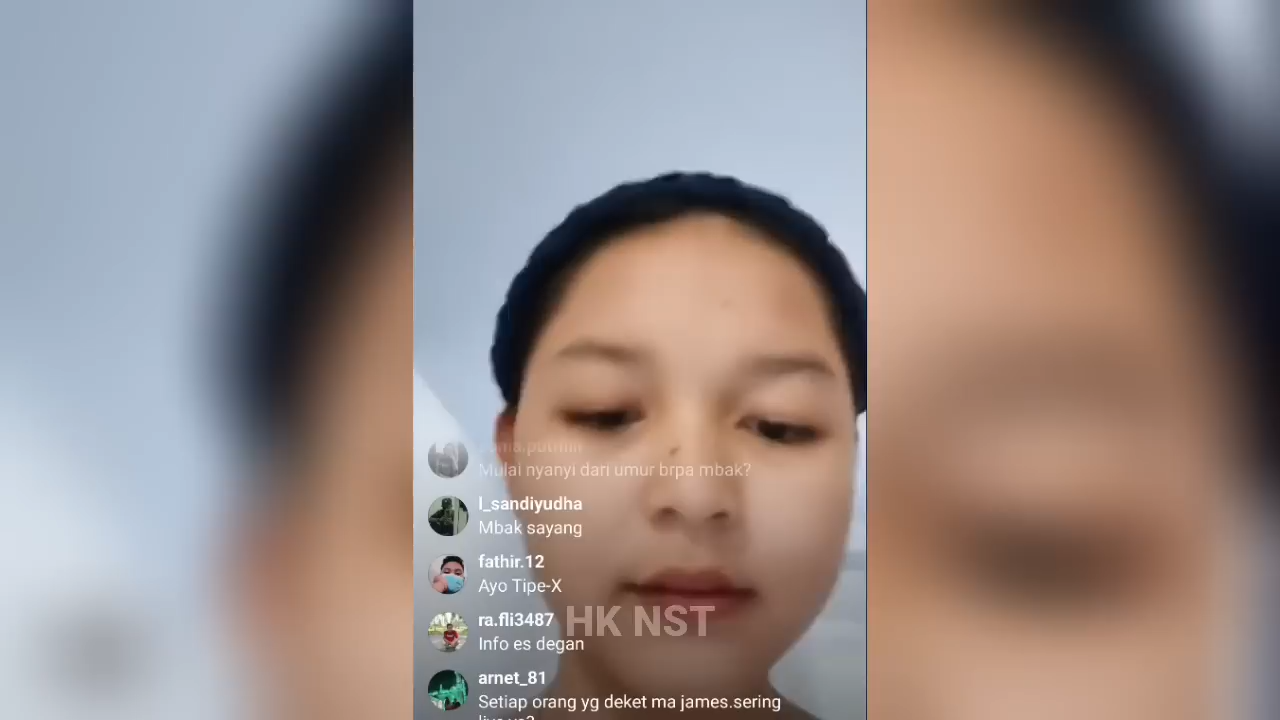 Mulai nyanyi dari umur brpa mbak?
l_sandiyudha
Mbak sayang
fathir.12
Ayo Tipe-X
HK NST
ra.fli3487
Info es degan
arnet_81
Setiap orang yg deket ma james.sering